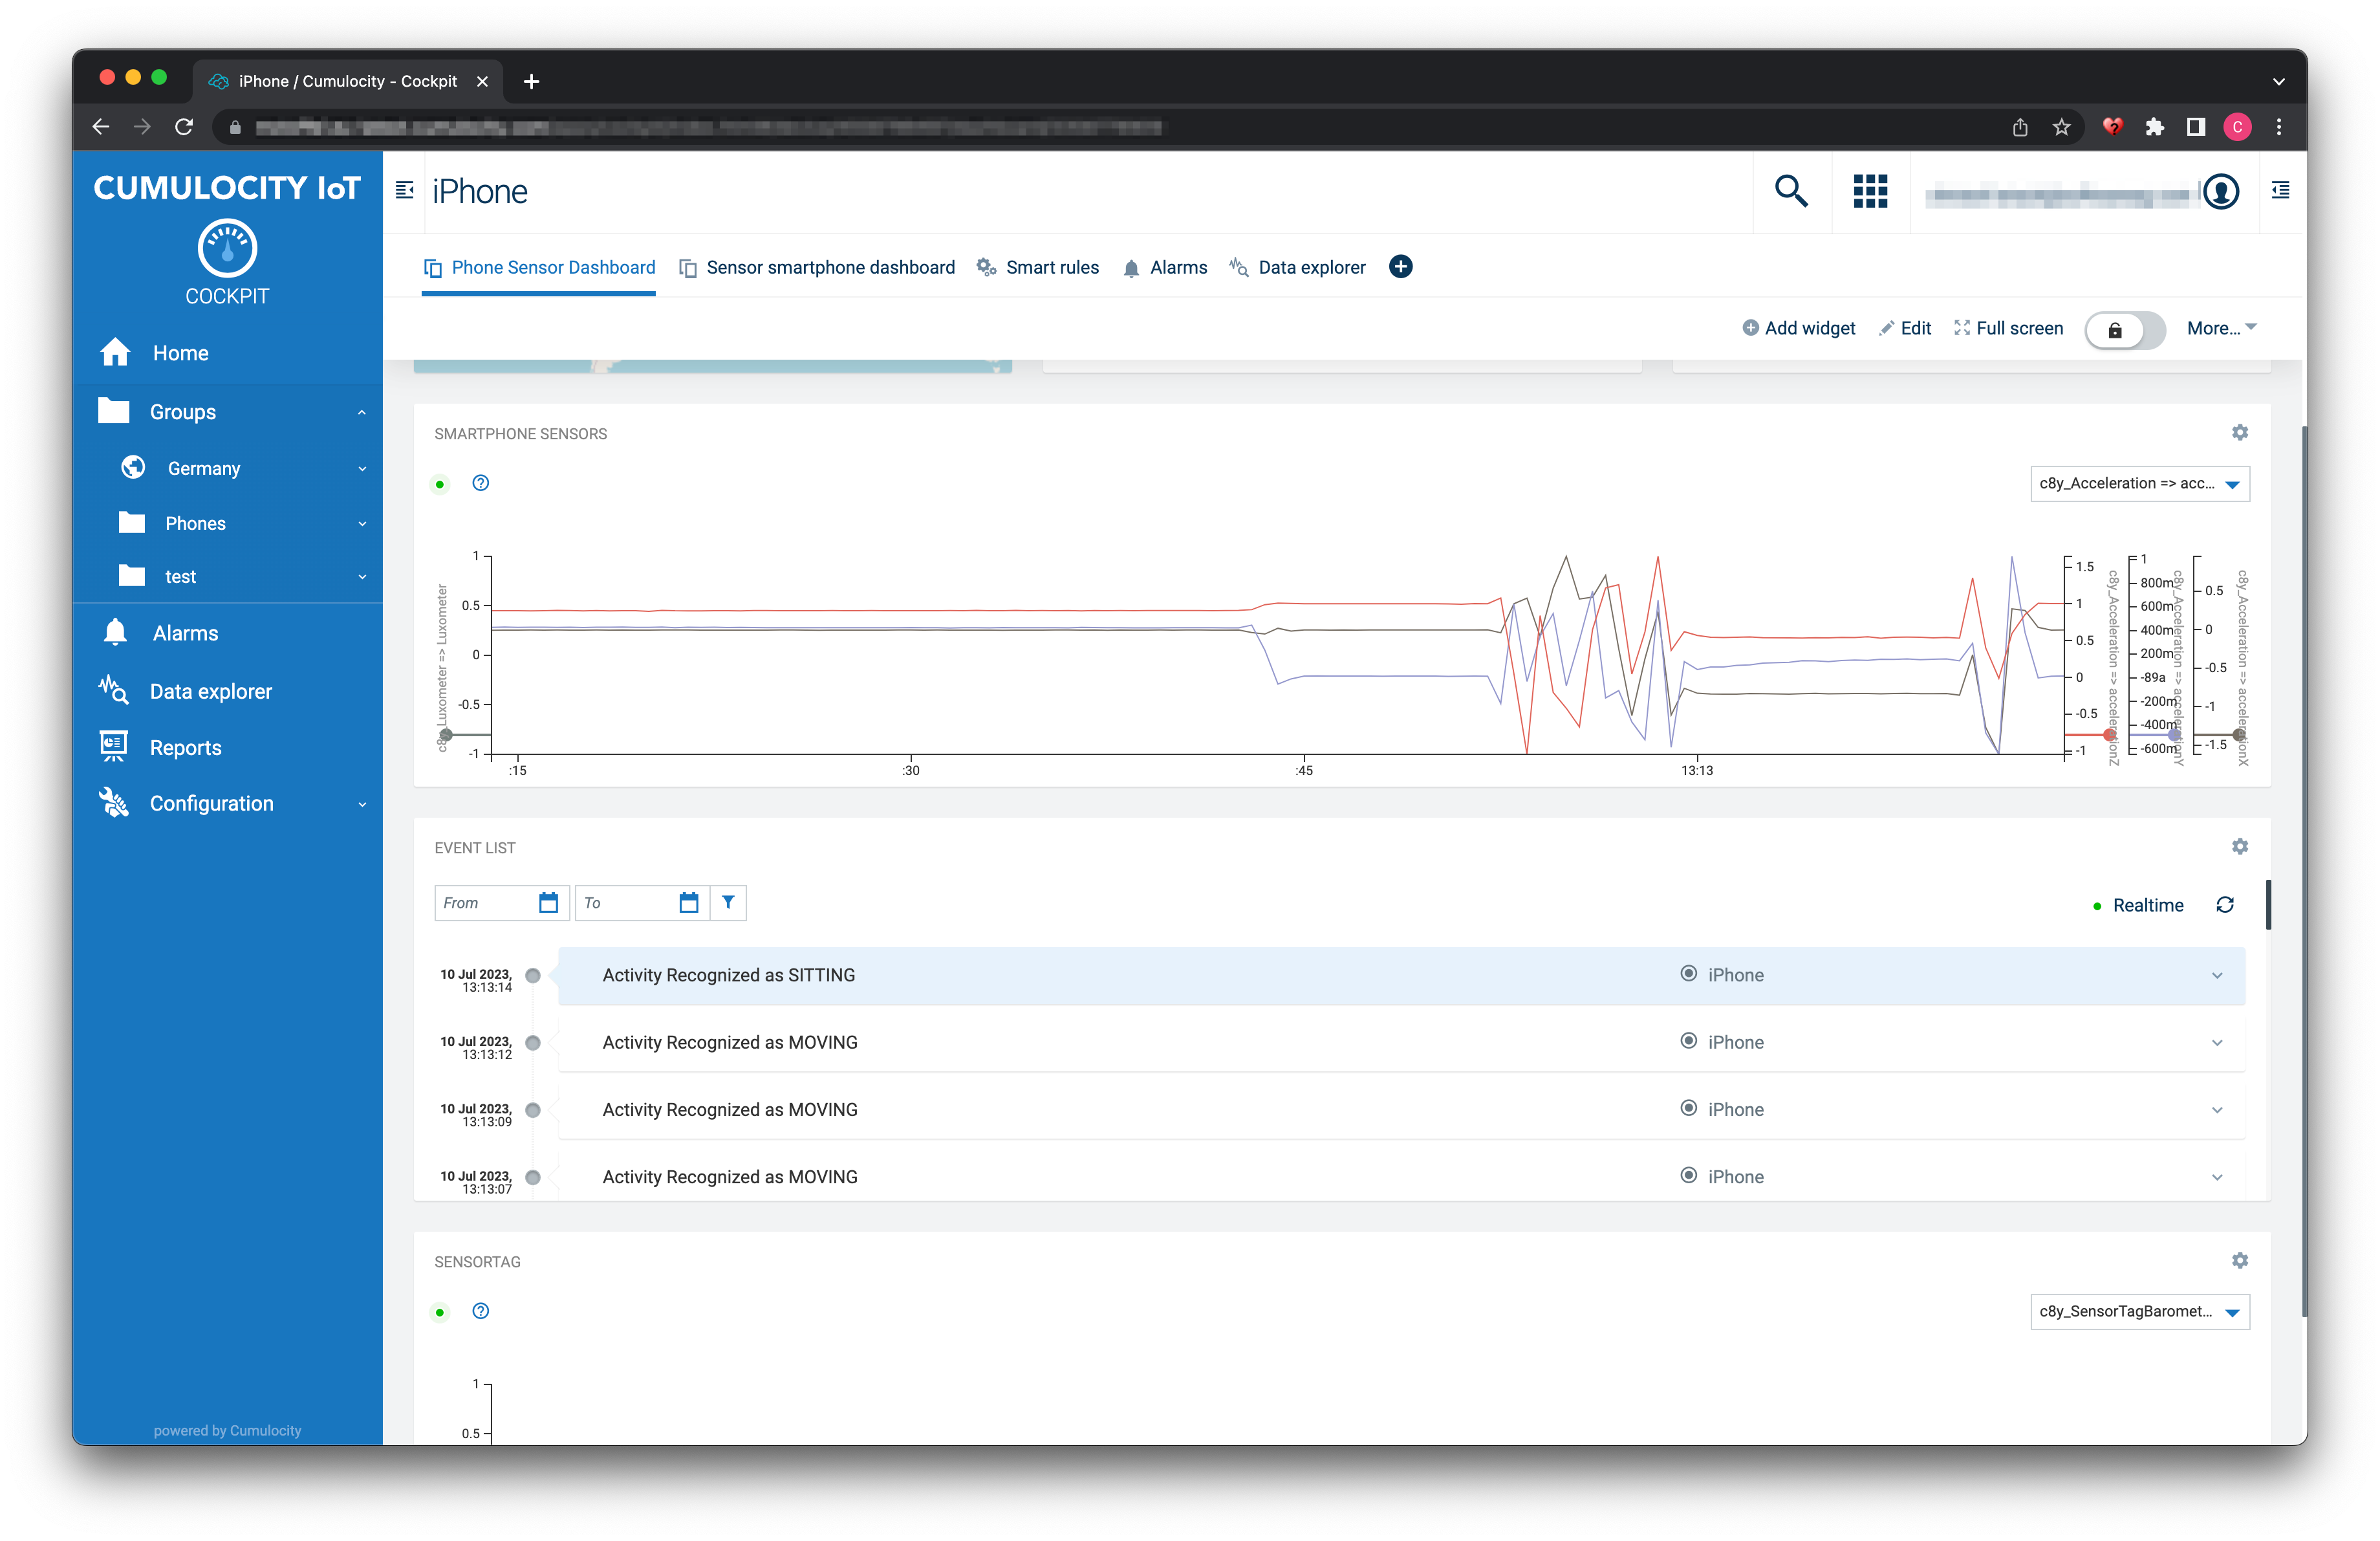 iPhone / Cumulocity - Cockpit
C
CUMULOCITY IoT
COCKPIT
Home
Groups
Germany
Phones
test
Alarms
Data explorer
Reports
Configuration
powered by Cumulocity
iPhone
Phone Sensor Dashboard
Sensor smartphone dashboard
Smart rules
Alarms
Data explorer
Add widget
Edit
Full screen
More...
SMARTPHONE SENSORS
c8y_Acceleration => acc...
c8y_Luxometer => Luxometer
1
0.5
0
-0.5
-1
:15
:30
:45
13:13
1.5
1
0.5
0
-0.5
-1
c8y_Acceleration => accelerationZ
1
800m
600m
400m
200m
-89a
-200m
-400m
-600m
c8y_Acceleration => accelerationY
0.5
0
-0.5
-1
-1.5
c8y_Acceleration => accelerationX
EVENT LIST
From
To
Realtime
10 Jul 2023,
13:13:14
Activity Recognized as SITTING
iPhone
10 Jul 2023,
13:13:12
Activity Recognized as MOVING
iPhone
10 Jul 2023,
13:13:09
Activity Recognized as MOVING
iPhone
10 Jul 2023,
13:13:07
Activity Recognized as MOVING
iPhone
SENSORTAG
c8y_SensorTagBaromet...
1
0.5